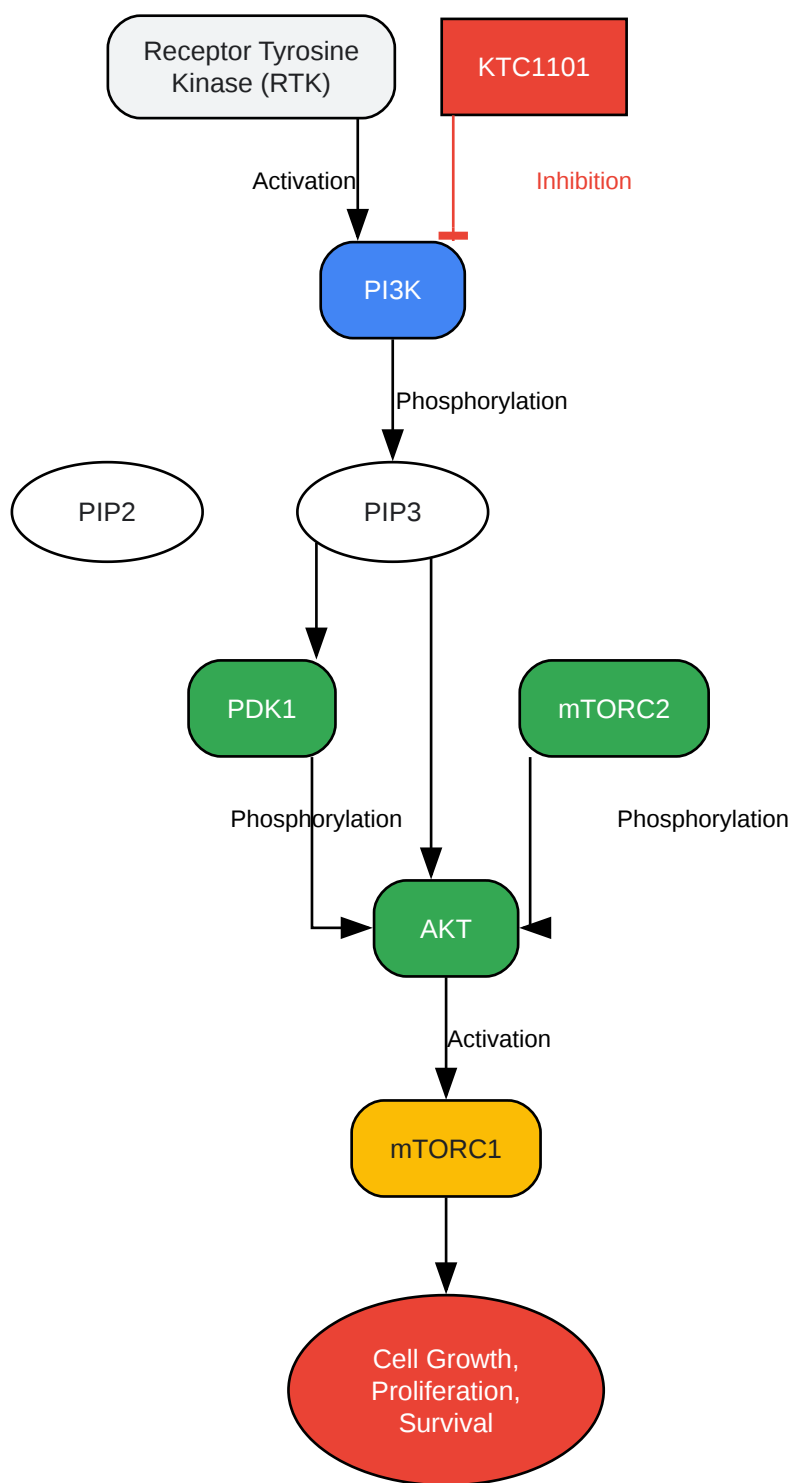 Receptor Tyrosine
Kinase (RTK)
KTC1101
Activation
Inhibition
PI3K
Phosphorylation
PIP2
PIP3
PDK1
mTORC2
Phosphorylation
Phosphorylation
AKT
Activation
mTORC1
Cell Growth,
Proliferation,
Survival